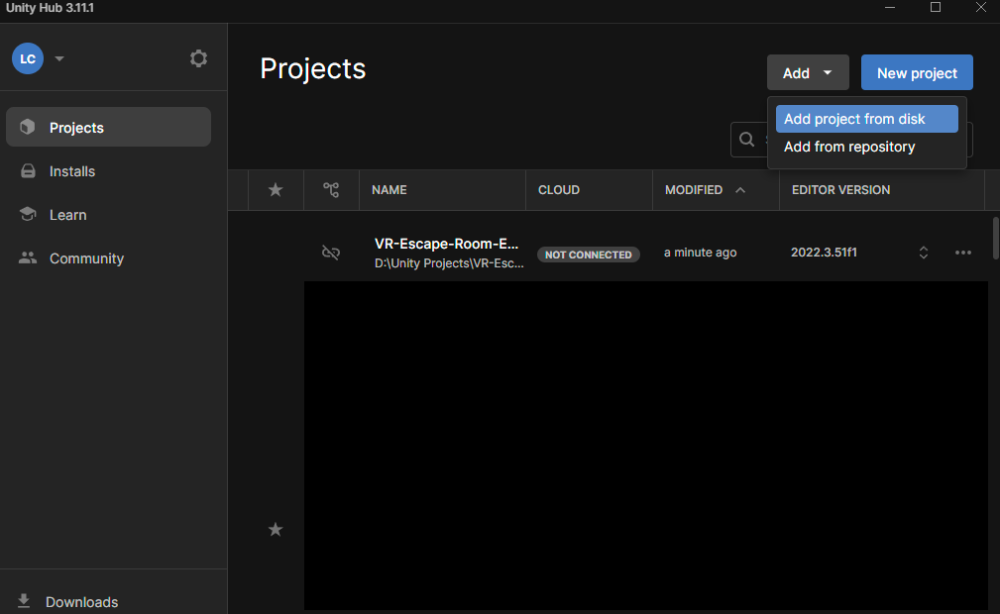 Unity Hub 3.11.1
LC
Projects
Installs
Learn
Community
Downloads
Projects
Add
New project
Add project from disk
Add from repository
NAME
CLOUD
MODIFIED
EDITOR VERSION
VR-Escape-Room-E...
D:\Unity Projects\VR-Esc...
NOT CONNECTED
a minute ago
2022.3.51f1